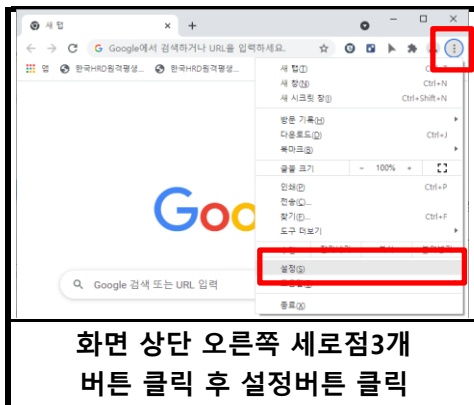 새 탭
Google에서 검색하거나 URL을 입력하세요.
앱 한국HRD원격평생... 한국HRD원격평생...
새 탭(T)
새 창(N) Ctrl+N
새 시크릿 창(I) Ctrl+Shift+N
방문 기록(H)
다운로드(D) Ctrl+J
북마크(B)
글꼴 크기 - 100% +
인쇄(P) Ctrl+P
전송(C)...
찾기(F)... Ctrl+F
도구 더보기
설정(S)
종료(X)
Goo
Google 검색 또는 URL 입력
화면 상단 오른쪽 세로점3개
버튼 클릭 후 설정버튼 클릭